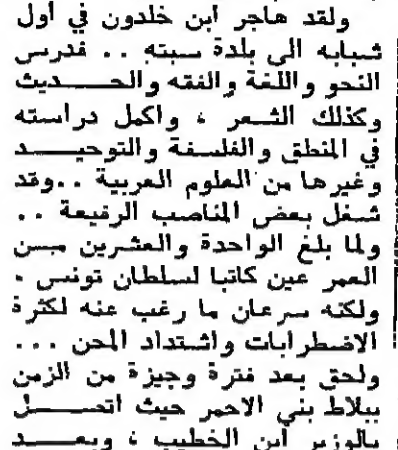 ولقد هاجر ابن خلدون في أول
شبابه الى بلدة سبته .. فدرس
النحو واللغة والفقه والحديث
وكذلك الشعر ، واكمل دراسته
في المنطق والفلسفة والتوحيد
وغيرها من العلوم العربية .. وقد
شغل بعض المناصب الرفيعة ..
ولما بلغ الواحدة والعشرين من
العمر عين كاتبا لسلطان تونس .
ولكنه سرعان ما رغب عنه لكثرة
الاضطرابات واشتداد المحن ...
ولحق بعد فترة وجيزة من الزمن
ببلاط بني الاحمر حيث اتصل
بالوزير ابن الخطيب ، وبعد